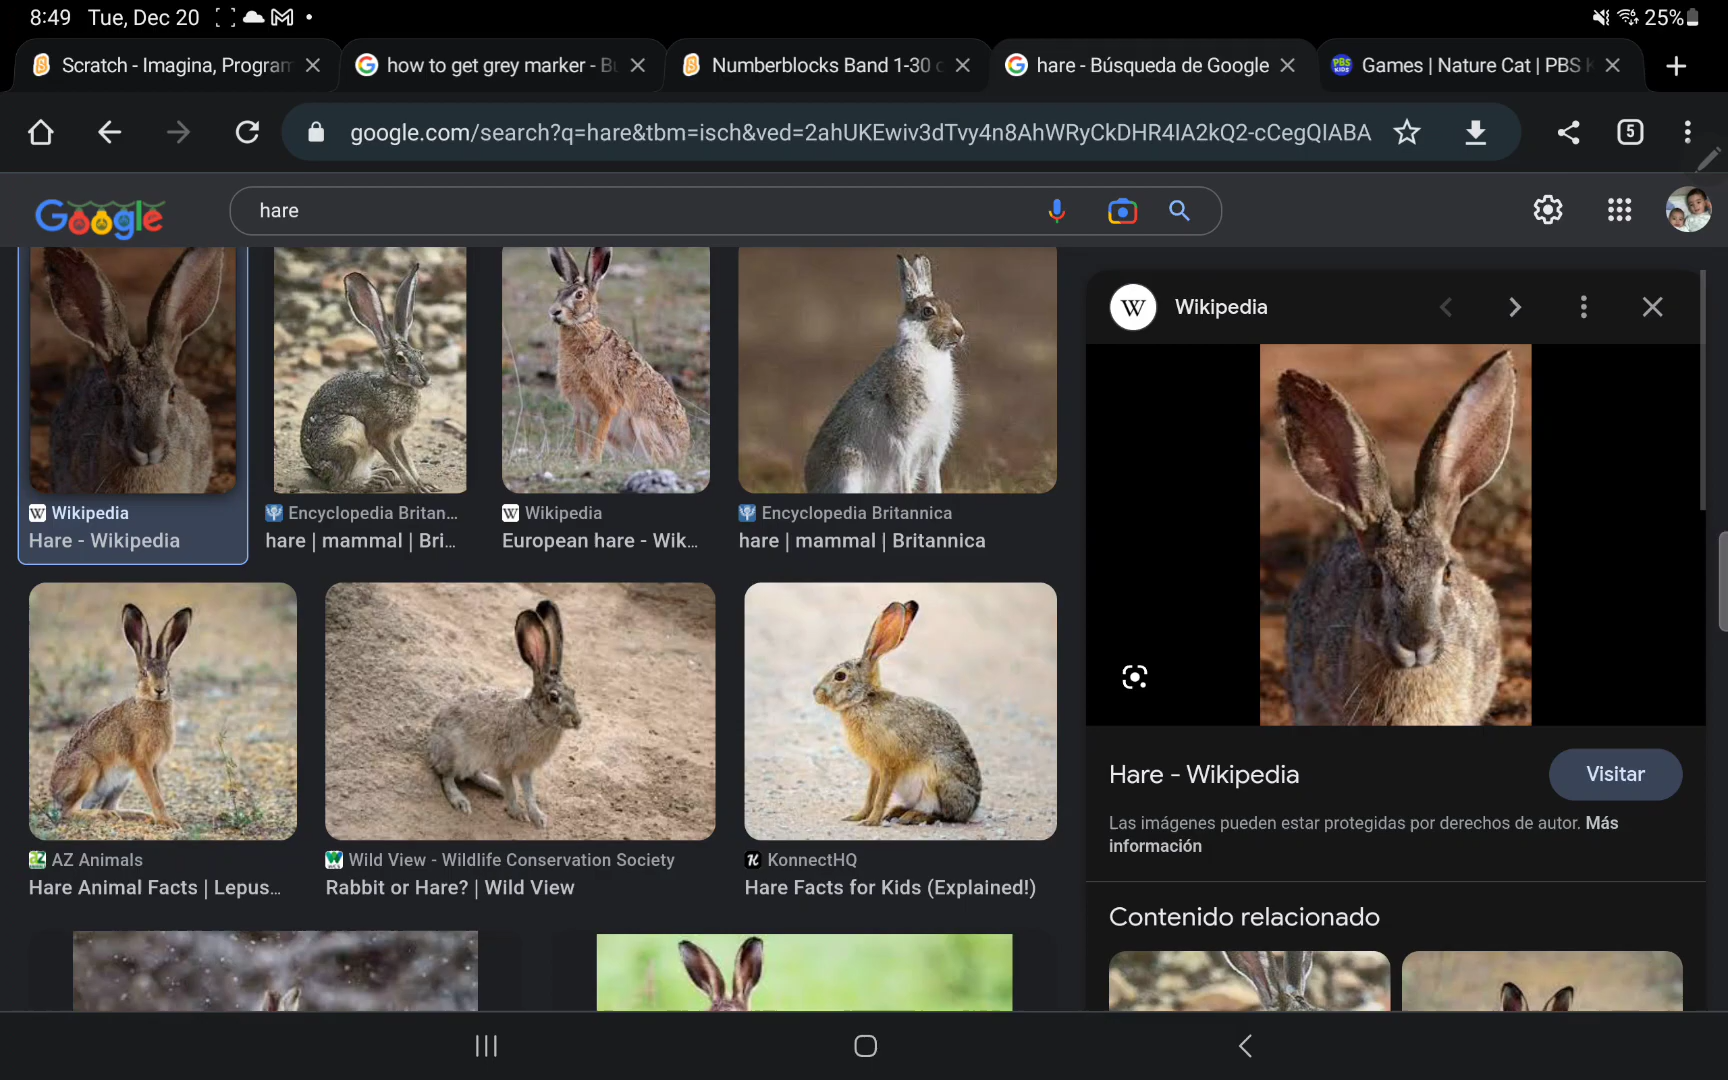 8:49 Tue, Dec 20 25%
Scratch - Imagina, Program
how to get grey marker - Bu
Numberblocks Band 1-30 c
hare - Búsqueda de Google
Games | Nature Cat | PBS K
google.com/search?q=hare&tbm=isch&ved=2ahUKEwiv3dTvy4n8AhWRyCkDHR4IA2kQ2-cCegQIABA
5
Google
hare
Wikipedia
Hare - Wikipedia
Encyclopedia Britan...
hare | mammal | Bri...
Wikipedia
European hare - Wik...
Encyclopedia Britannica
hare | mammal | Britannica
AZ Animals
Hare Animal Facts | Lepus...
Wild View - Wildlife Conservation Society
Rabbit or Hare? | Wild View
KonnectHQ
Hare Facts for Kids (Explained!)
W Wikipedia
Hare - Wikipedia
Visitar
Las imágenes pueden estar protegidas por derechos de autor. Más
información
Contenido relacionado